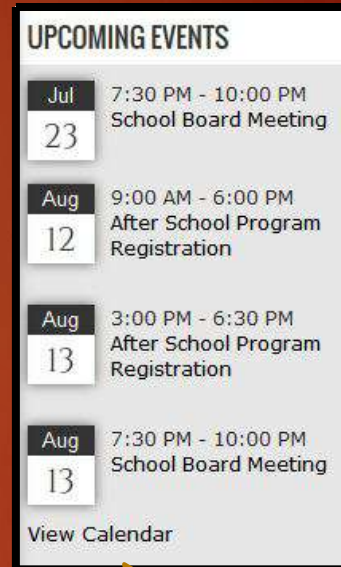 UPCOMING EVENTS
Jul
23
7:30 PM - 10:00 PM
School Board Meeting
Aug
12
9:00 AM - 6:00 PM
After School Program
Registration
Aug
13
3:00 PM - 6:30 PM
After School Program
Registration
Aug
13
7:30 PM - 10:00 PM
School Board Meeting
View Calendar